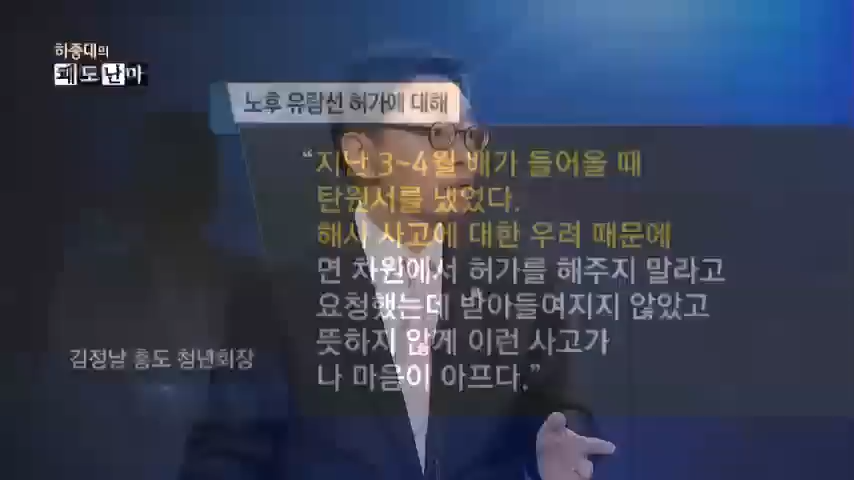 하종대의
쾌도난마
노후 유람선 허가에 대해
“지난 3~4월 배가 들어올 때
탄원서를 냈었다.
해상 사고에 대한 우려 때문에
면 차원에서 허가를 해주지 말라고
요청했는데 받아들여지지 않았고
뜻하지 않게 이런 사고가
나 마음이 아프다.”
김정남 홍도 청년회장